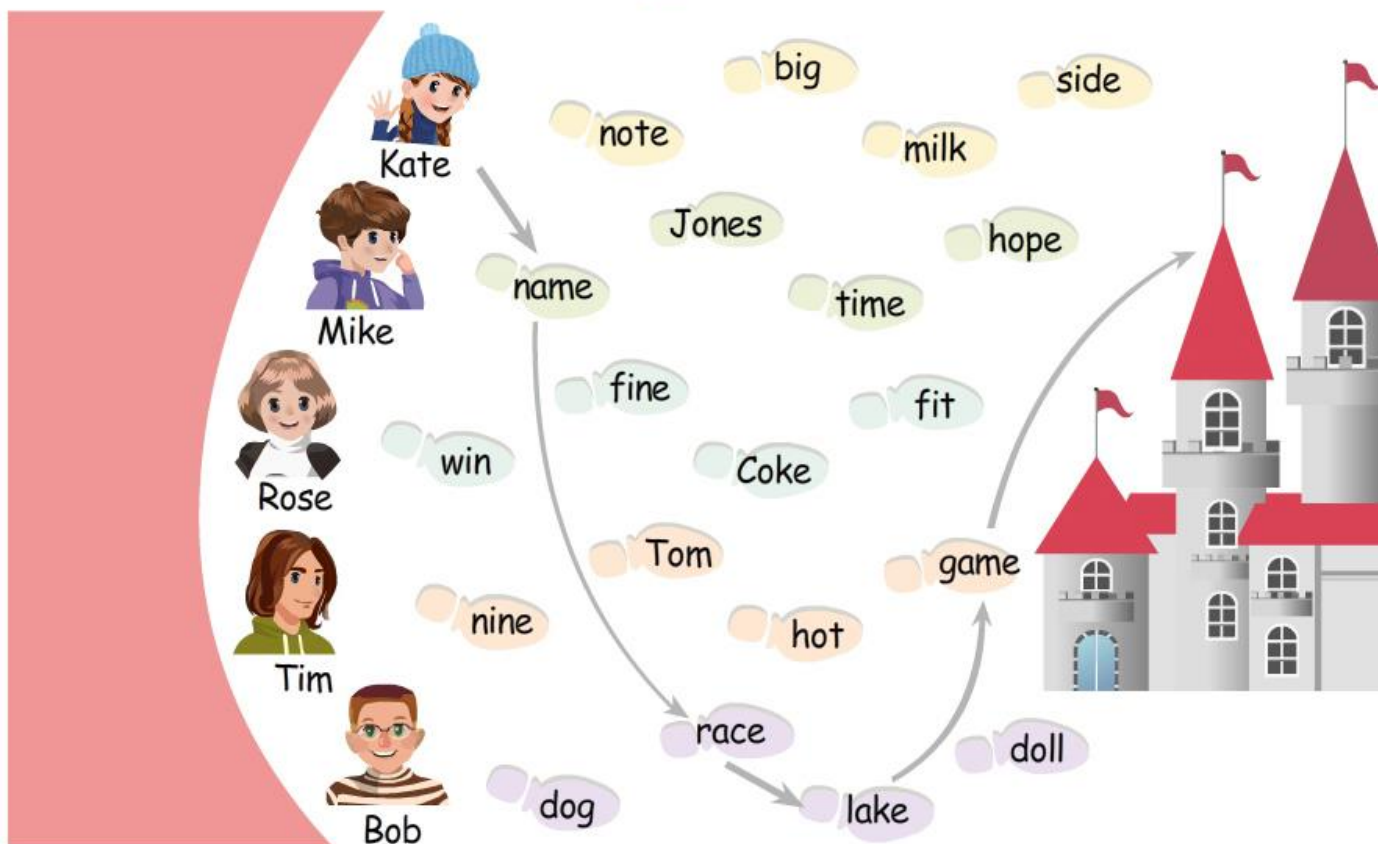 big
side
note
milk
Kate
Jones
hope
name
time
Mike
fine
fit
win
Coke
Rose
Tom
game
nine
hot
Tim
race
doll
dog
lake
Bob